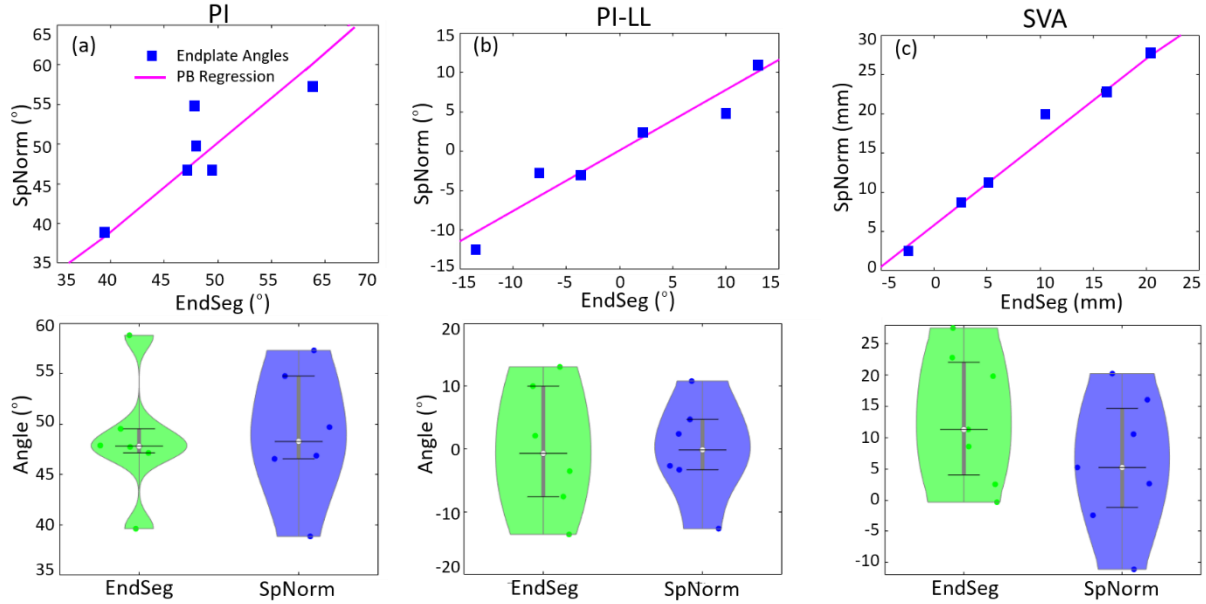 PI
PI-LL
SVA
(a)
Endplate Angles
PB Regression
(b)
(c)
SpNorm (°)
65
60
55
50
45
40
35
35 40 45 50 55 60 65 70
EndSeg (°)
SpNorm (°)
15
10
5
0
-5
-10
-15
-15 -10 -5 0 5 10 15
EndSeg (°)
SpNorm (mm)
30
25
20
15
10
5
0
-5 0 5 10 15 20 25
EndSeg (mm)
Angle (°)
60
55
50
45
40
35
EndSeg SpNorm
Angle (°)
20
10
0
-10
-20
EndSeg SpNorm
25
20
15
10
5
0
-5
-10
EndSeg SpNorm